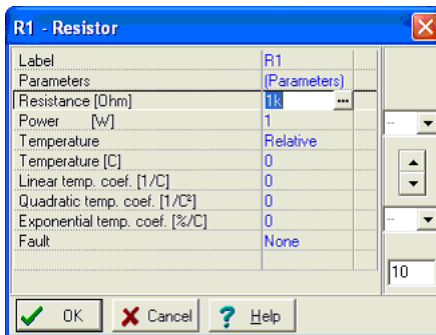 R1 - Resistor
Label R1
Parameters (Parameters)
Resistance [Ohm] 1k ...
Power [W] 1
Temperature Relative
Temperature [C] 0
Linear temp. coef. [1/C] 0
Quadratic temp. coef. [1/C²] 0
Exponential temp. coef. [%/C] 0
Fault None
--
--
10
OK Cancel ? Help